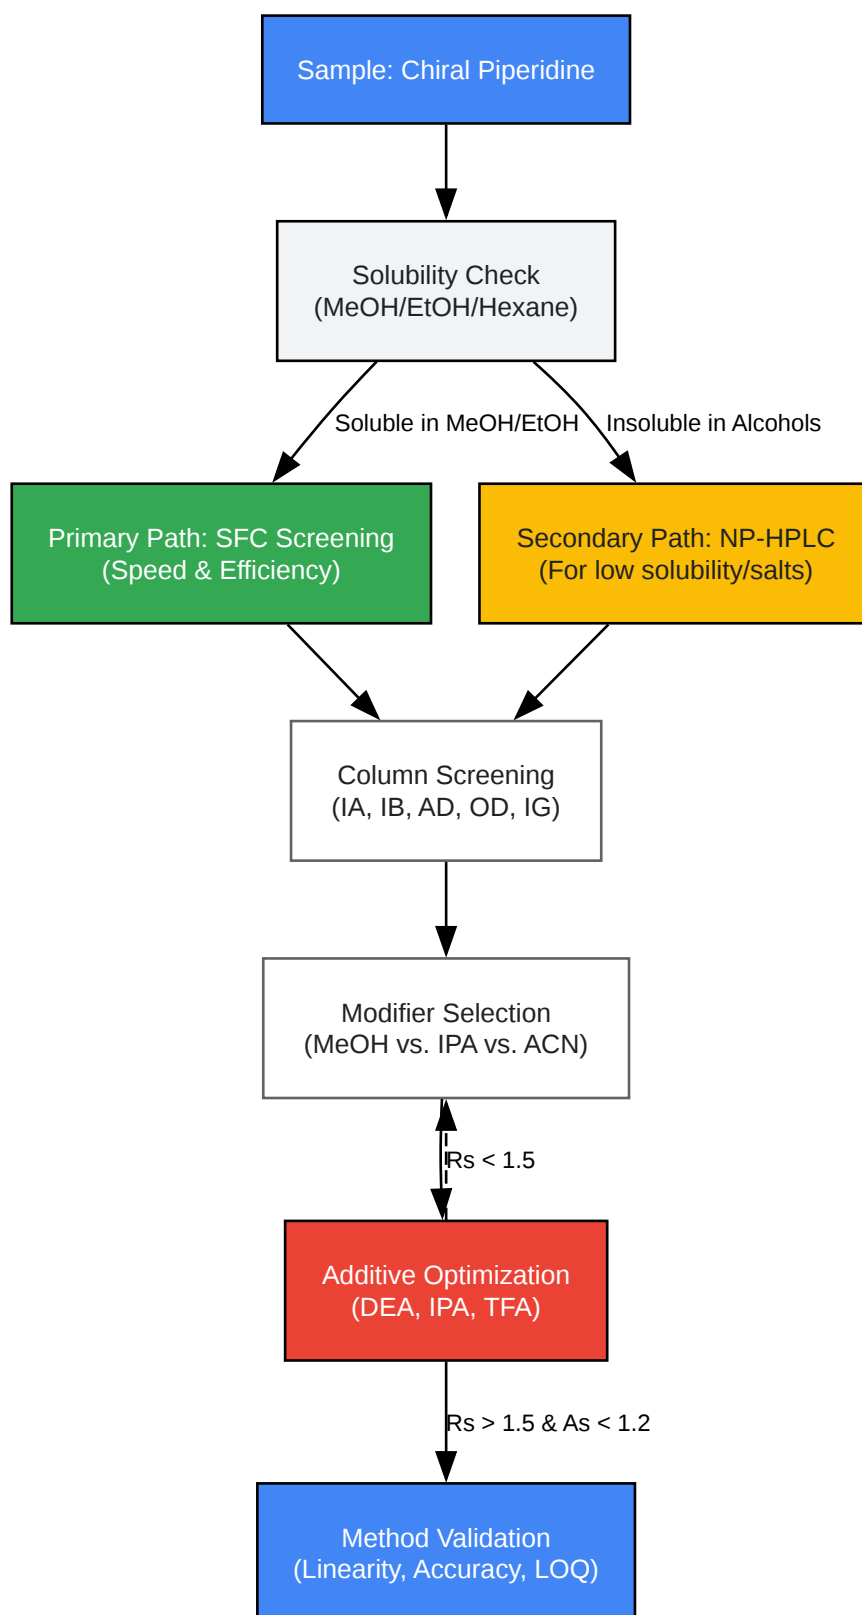 Sample: Chiral Piperidine
Solubility Check
(MeOH/EtOH/Hexane)
Soluble in MeOH/EtOH
Insoluble in Alcohols
Primary Path: SFC Screening
(Speed & Efficiency)
Secondary Path: NP-HPLC
(For low solubility/salts)
Column Screening
(IA, IB, AD, OD, IG)
Modifier Selection
(MeOH vs. IPA vs. ACN)
Rs < 1.5
Additive Optimization
(DEA, IPA, TFA)
Rs > 1.5 & As < 1.2
Method Validation
(Linearity, Accuracy, LOQ)